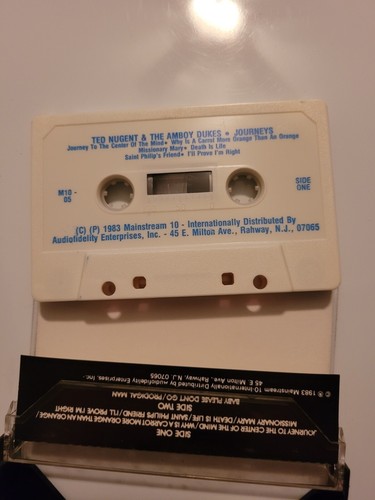 TED NUGENT & THE AMBOY DUKES • JOURNEYS
Journey To The Center Of The Mind • Why Is A Carrot More Orange Than An Orange
Missionary Mary • Death Is Life
Saint Philip's Friend • I'll Prove I'm Right
M10 -
05
SIDE
ONE
(C) (P) 1983 Mainstream 10 - Internationally Distributed By
Audiofidelity Enterprises, Inc. - 45 E. Milton Ave., Rahway, N.J., 07065
SIDE ONE
JOURNEY TO THE CENTER OF THE MIND / WHY IS A CARROT MORE ORANGE THAN AN ORANGE /
MISSIONARY MARY / DEATH IS LIFE / SAINT PHILIPS FRIEND / I'LL PROVE I'M RIGHT
SIDE TWO
BABY PLEASE DONT GO / PRODIGAL MAN
© ℗ 1983 Mainstream 10-Internationally Distributed by Audiofidelity Enterprises, Inc.
45 E. Milton Ave, Rahway, N.J. 07065